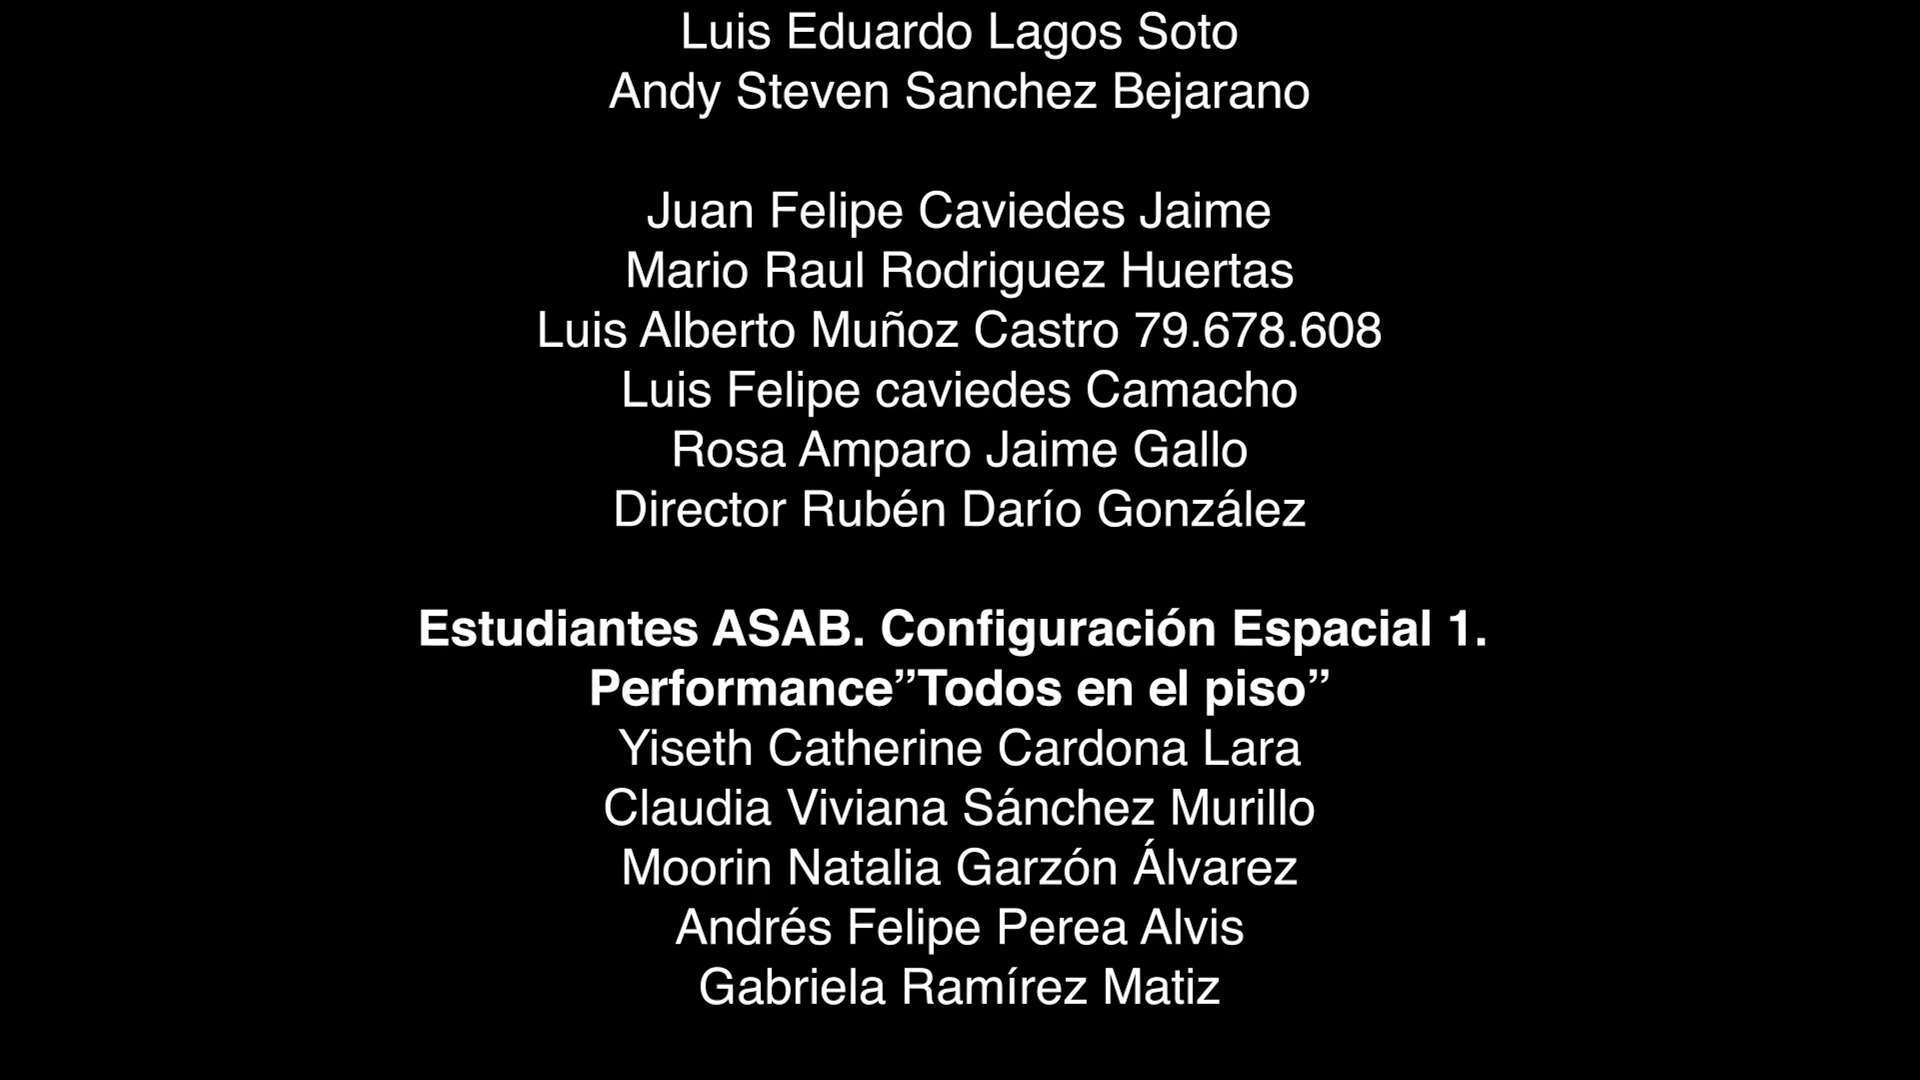 Luis Eduardo Lagos Soto
Andy Steven Sanchez Bejarano
Juan Felipe Caviedes Jaime
Mario Raul Rodriguez Huertas
Luis Alberto Muñoz Castro 79.678.608
Luis Felipe caviedes Camacho
Rosa Amparo Jaime Gallo
Director Rubén Darío González
Estudiantes ASAB. Configuración Espacial 1.
Performance”Todos en el piso”
Yiseth Catherine Cardona Lara
Claudia Viviana Sánchez Murillo
Moorin Natalia Garzón Álvarez
Andrés Felipe Perea Alvis
Gabriela Ramírez Matiz